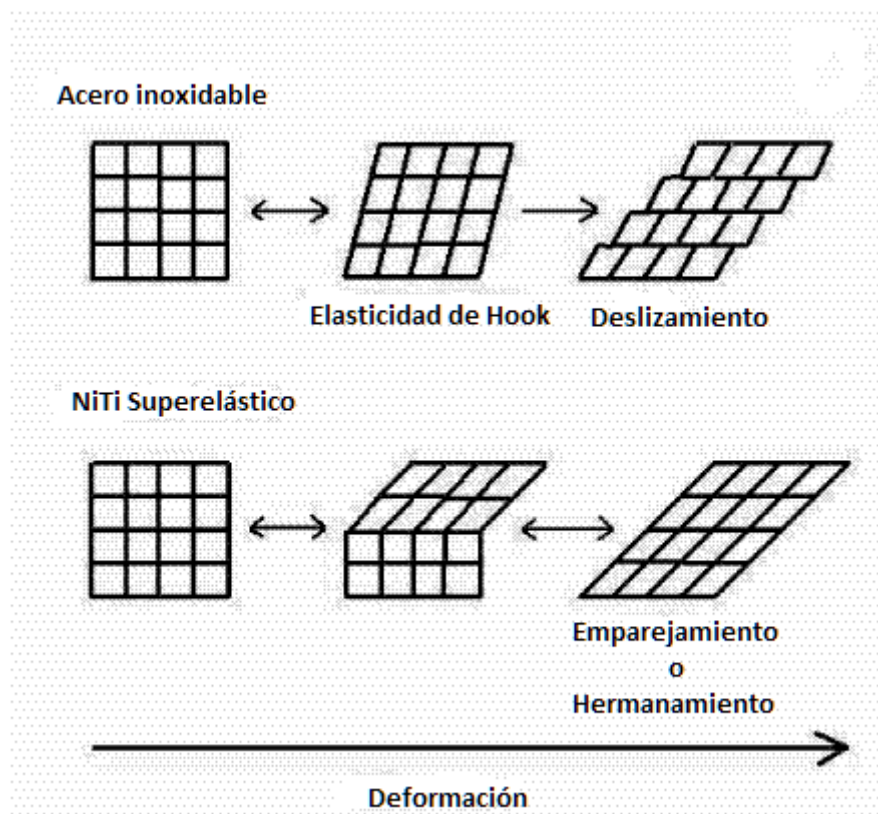 Acero inoxidable
Elasticidad de Hook
Deslizamiento
NiTi Superelástico
Emparejamiento
o
Hermanamiento
Deformación